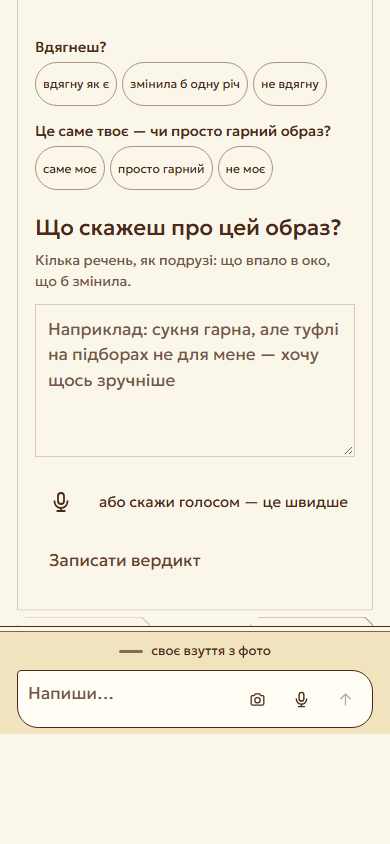 Вдягнеш?
вдягну як є
змінила б одну річ
не вдягну
Це саме твоє — чи просто гарний образ?
саме моє
просто гарний
не моє
Що скажеш про цей образ?
Кілька речень, як подрузі: що впало в око,
що б змінила.
Наприклад: сукня гарна, але туфлі
на підборах не для мене — хочу
щось зручніше
або скажи голосом — це швидше
Записати вердикт
своє взуття з фото
Напиши...